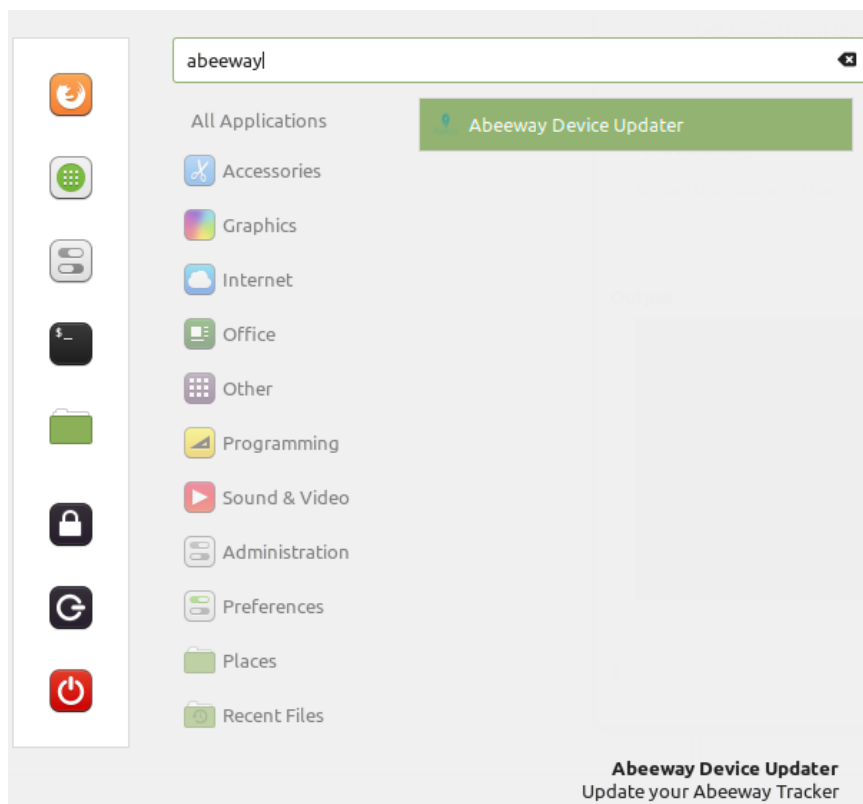 abeeway
All Applications
Abeeway Device Updater
Accessories
Graphics
Internet
$_
Office
Other
Programming
Sound & Video
Administration
Preferences
Places
Recent Files
Abeeway Device Updater
Update your Abeeway Tracker